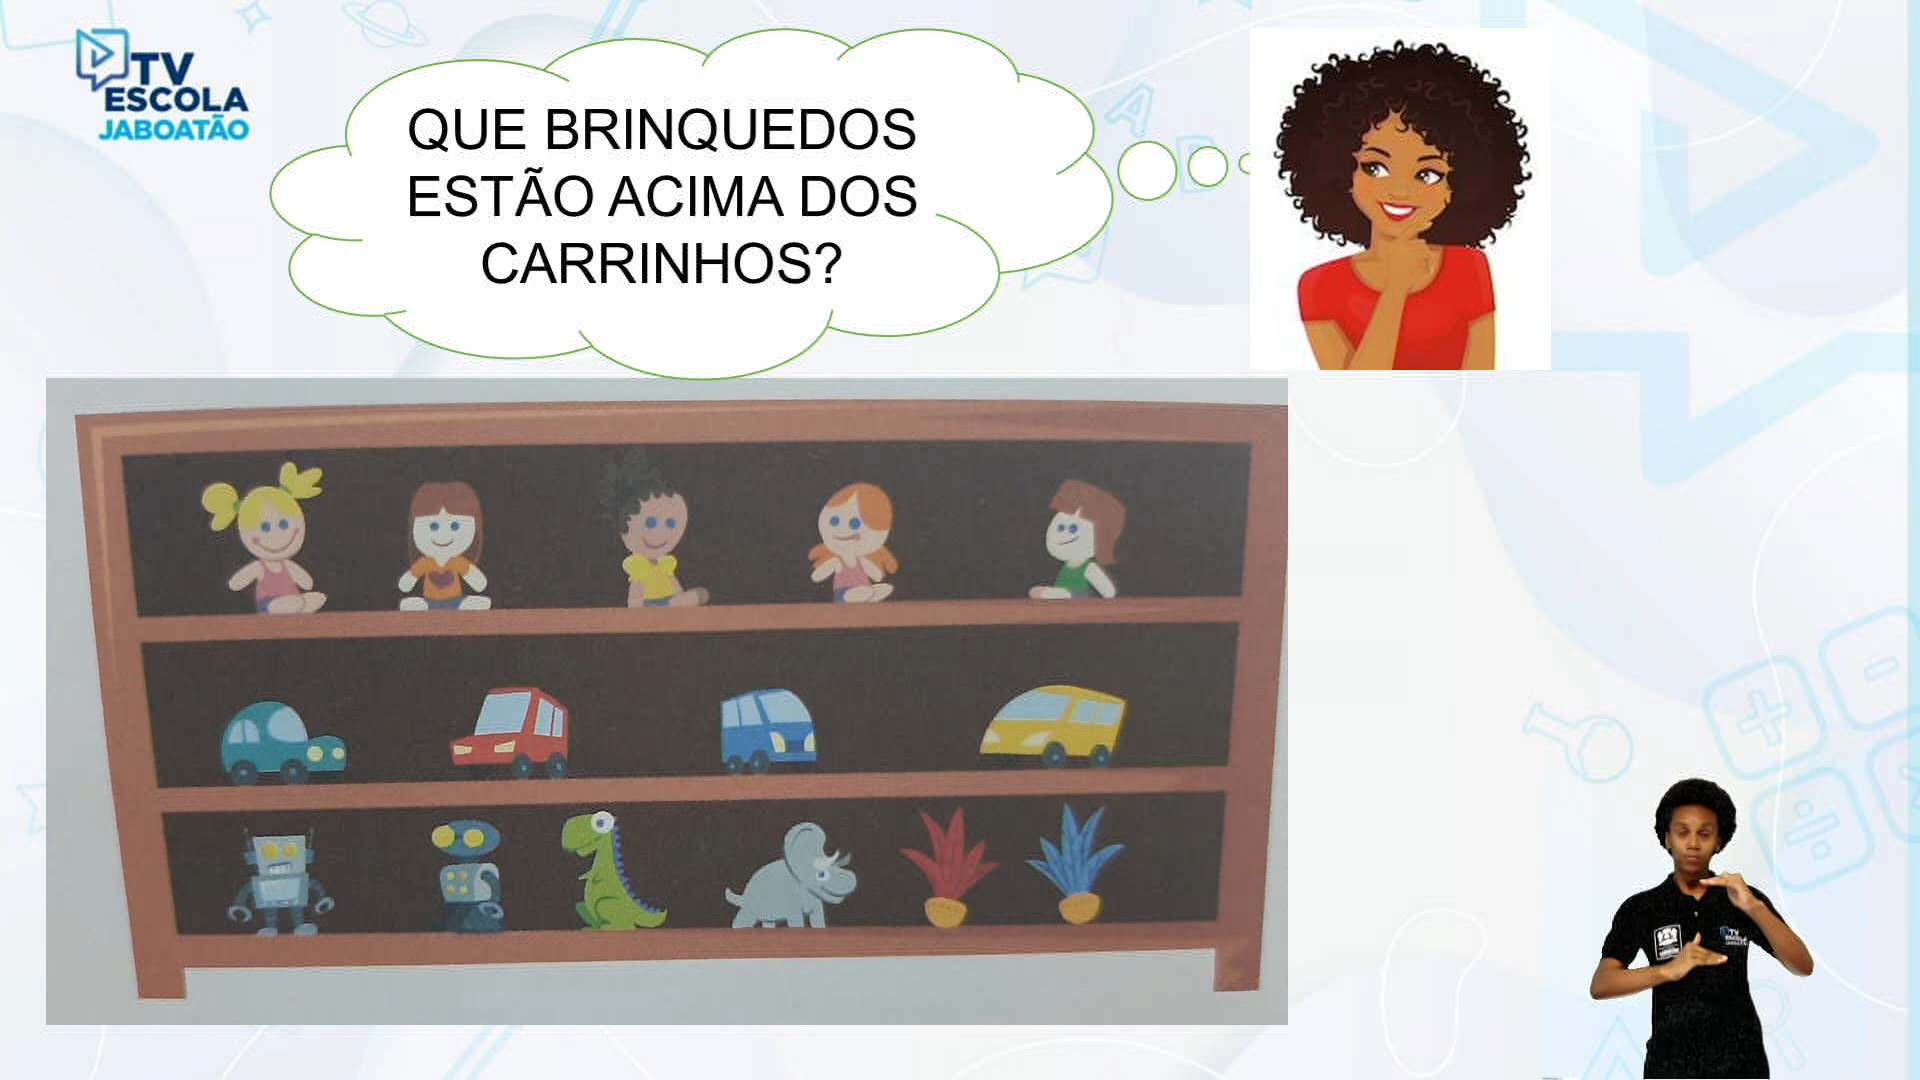 TV
ESCOLA
JABOATÃO
QUE BRINQUEDOS
ESTÃO ACIMA DOS
CARRINHOS?